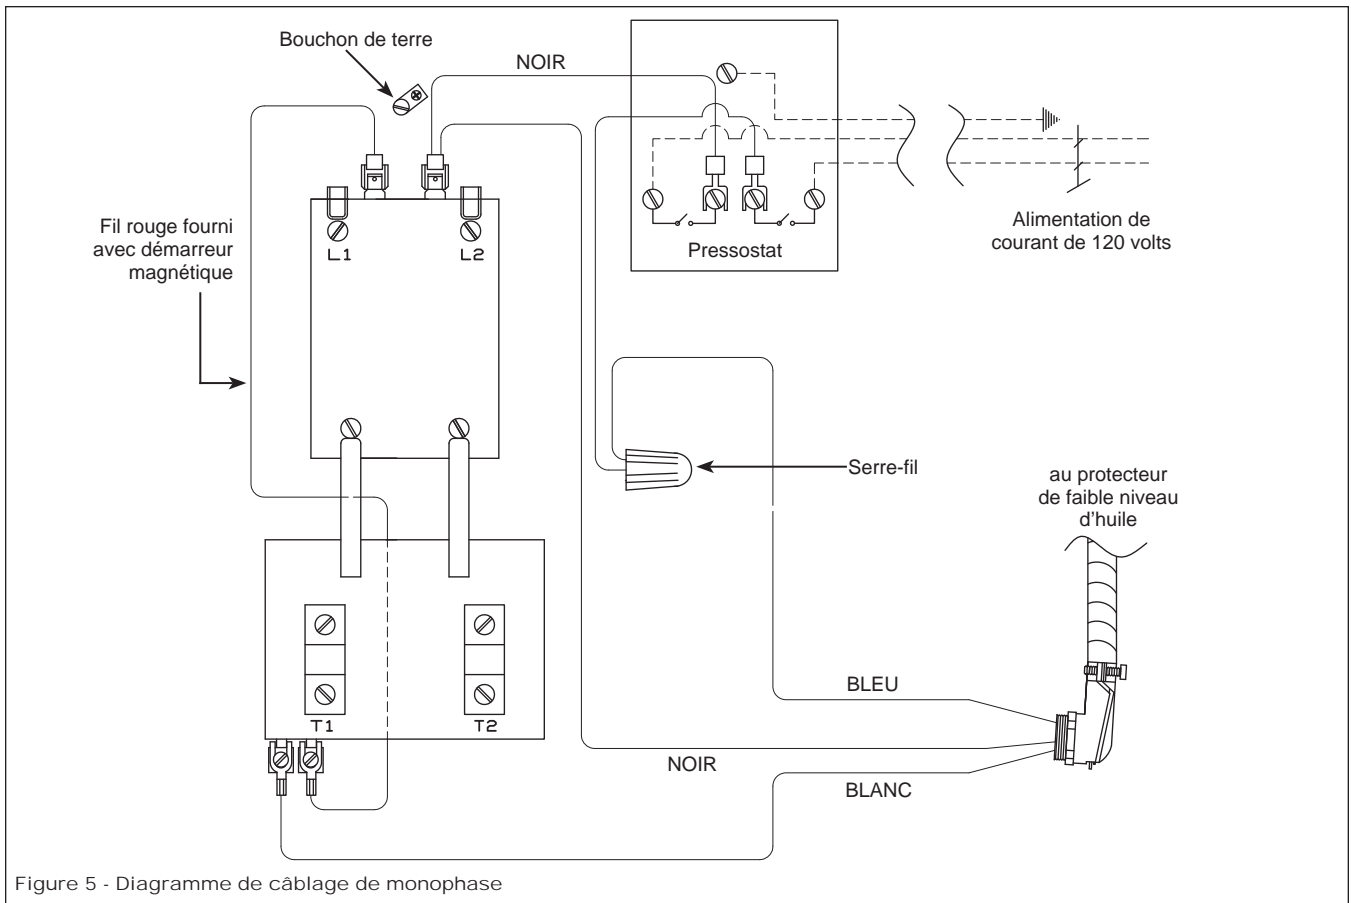 Bouchon de terre
NOIR
Fil rouge fourni
avec démarreur
magnétique
L1
L2
Pressostat
Alimentation de
courant de 120 volts
Serre-fil
au protecteur
de faible niveau
d'huile
T1
T2
BLEU
NOIR
BLANC
Figure 5 - Diagramme de câblage de monophase